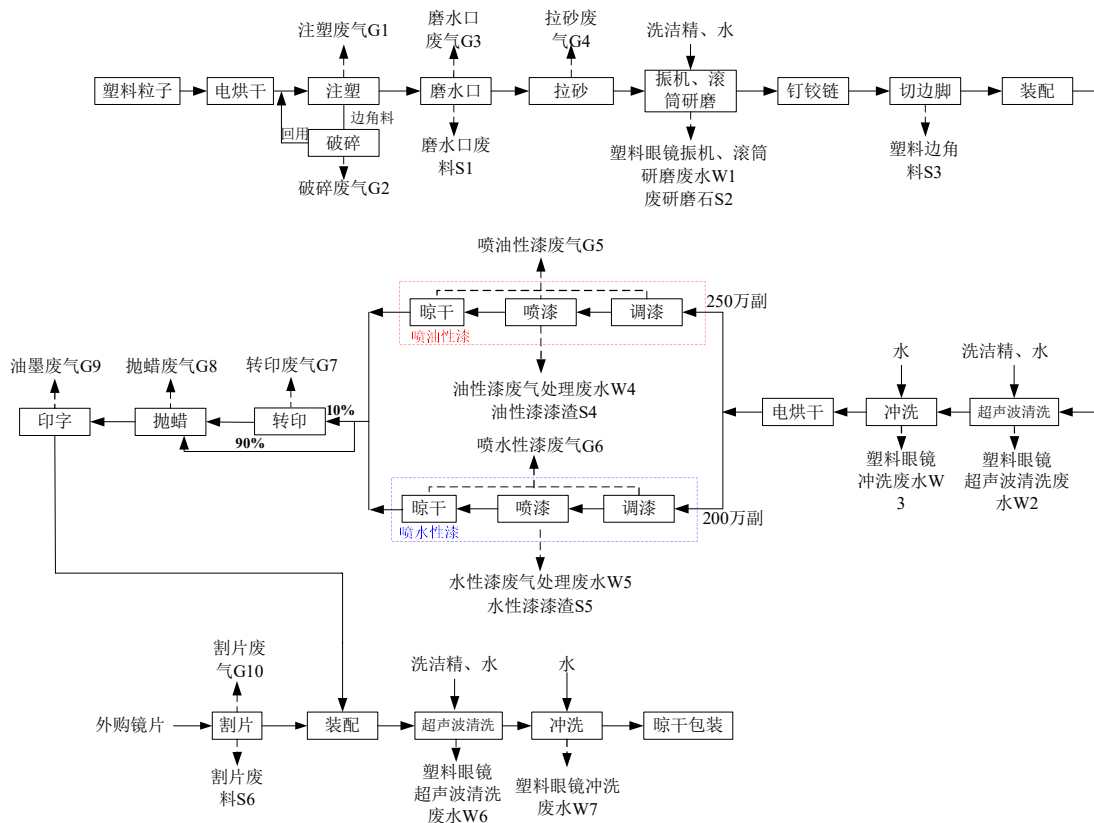 注塑废气G1
磨水口
废气G3
拉砂废
气G4
洗洁精、水
塑料粒子
电烘干
注塑
磨水口
拉砂
振机、滚
筒研磨
钉铰链
切边脚
装配
边角料
回用
破碎
破碎废气G2
磨水口废
料S1
塑料眼镜振机、滚筒
研磨废水W1
废研磨石S2
塑料边角
料S3
喷油性漆废气G5
晾干
喷漆
调漆
250万副
喷油性漆
油性漆废气处理废水W4
油性漆漆渣S4
油墨废气G9
抛蜡废气G8
转印废气G7
印字
抛蜡
转印
10%
90%
水
洗洁精、水
电烘干
冲洗
超声波清洗
塑料眼镜
冲洗废水W
3
塑料眼镜
超声波清洗废
水W2
喷水性漆废气G6
晾干
喷漆
调漆
200万副
喷水性漆
水性漆废气处理废水W5
水性漆漆渣S5
割片废
气G10
洗洁精、水
水
外购镜片
割片
装配
超声波清洗
冲洗
晾干包装
割片废
料S6
塑料眼镜
超声波清洗
废水W6
塑料眼镜冲洗
废水W7